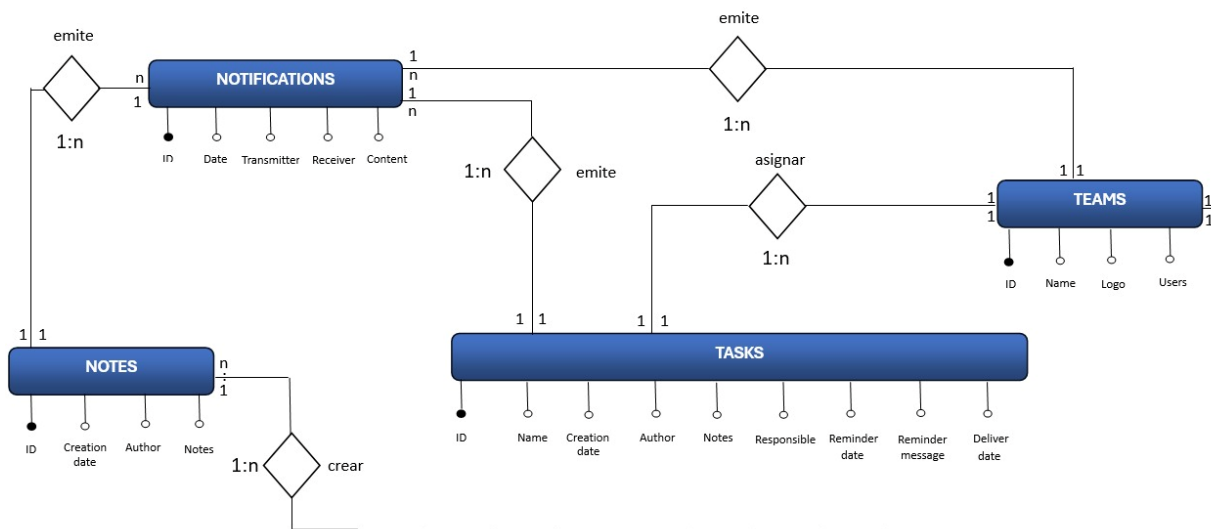 emite
emite
1
n
NOTIFICATIONS
n
1
1
n
1:n
1:n
ID
Date
Transmitter
Receiver
Content
asignar
1:n
emite
1 1
1
TEAMS
1
1
1
1:n
ID
Name
Logo
Users
1 1
1 1
1 1
NOTES
n
:
1
TASKS
ID
Creation
date
Author
Notes
ID
Name
Creation
date
Author
Notes
Responsible
Reminder
date
Reminder
message
Deliver
date
1:n
crear